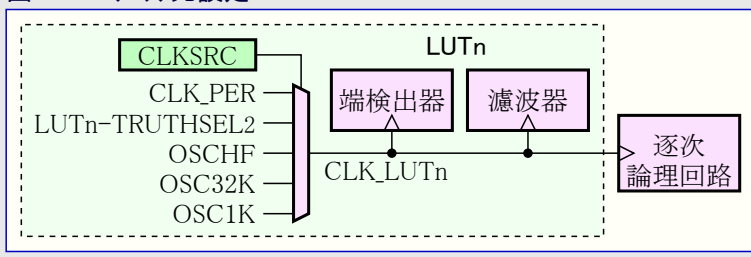 LUTn
CLKSRC
CLK_PER
LUTn-TRUTHSEL2
OSCHF
OSC32K
OSC1K
端検出器
濾波器
CLK_LUTn
逐次
論理回路